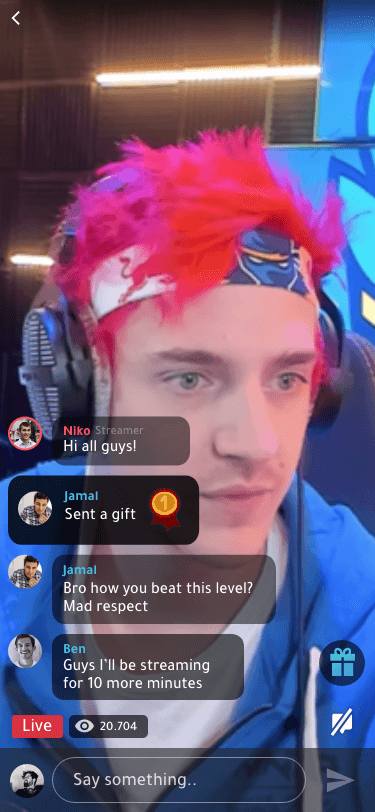 Niko Streamer
Hi all guys!
Jamal
Sent a gift
1
Jamal
Bro how you beat this level?
Mad respect
Ben
Guys I'll be streaming
for 10 more minutes
Live 20.704
Say something..